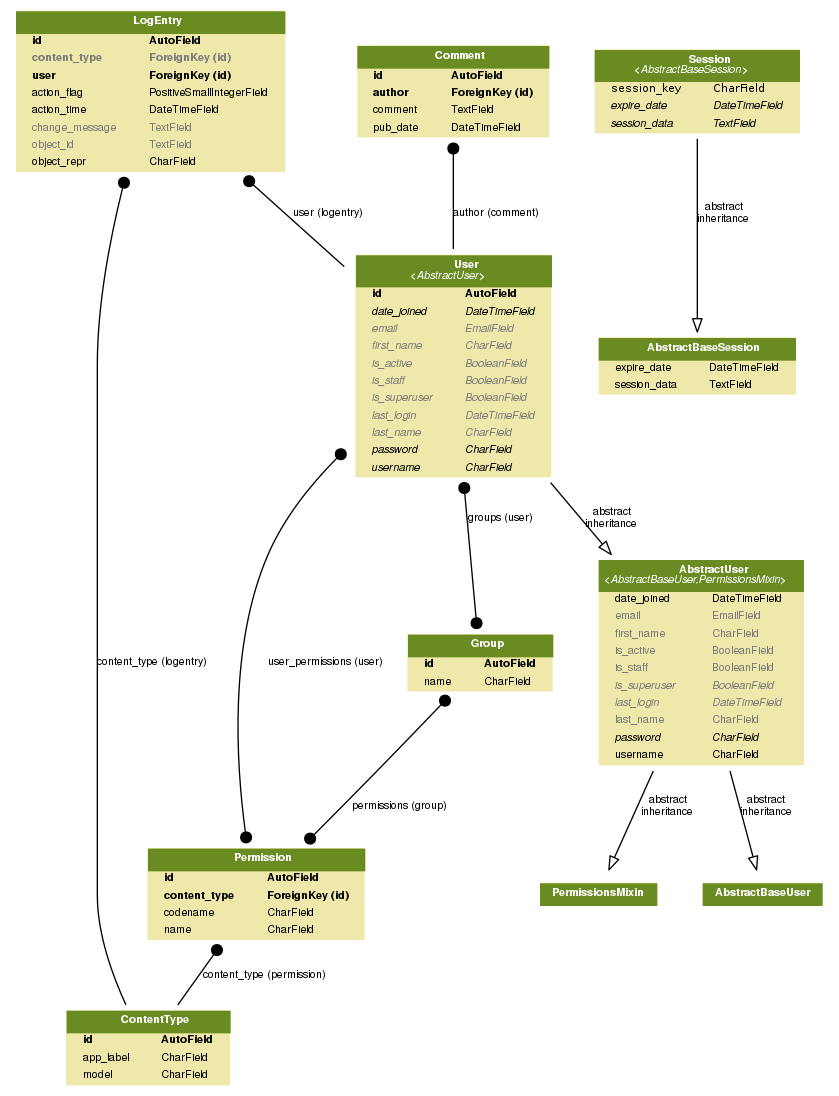 LogEntry
id AutoField
content_type ForeignKey (id)
user ForeignKey (id)
action_flag PositiveSmallIntegerField
action_time DateTimeField
change_message TextField
object_id TextField
object_repr CharField
Comment
id AutoField
author ForeignKey (id)
comment TextField
pub_date DateTimeField
Session
<AbstractBaseSession>
session_key CharField
expire_date DateTimeField
session_data TextField
user (logentry)
author (comment)
abstract
inheritance
User
<AbstractUser>
id AutoField
date_joined DateTimeField
email EmailField
first_name CharField
is_active BooleanField
is_staff BooleanField
is_superuser BooleanField
last_login DateTimeField
last_name CharField
password CharField
username CharField
AbstractBaseSession
expire_date DateTimeField
session_data TextField
groups (user)
abstract
inheritance
AbstractUser
<AbstractBaseUser,PermissionsMixin>
date_joined DateTimeField
email EmailField
first_name CharField
is_active BooleanField
is_staff BooleanField
is_superuser BooleanField
last_login DateTimeField
last_name CharField
password CharField
username CharField
content_type (logentry)
user_permissions (user)
Group
id AutoField
name CharField
permissions (group)
abstract
inheritance
abstract
inheritance
Permission
id AutoField
content_type ForeignKey (id)
codename CharField
name CharField
PermissionsMixin
AbstractBaseUser
content_type (permission)
ContentType
id AutoField
app_label CharField
model CharField